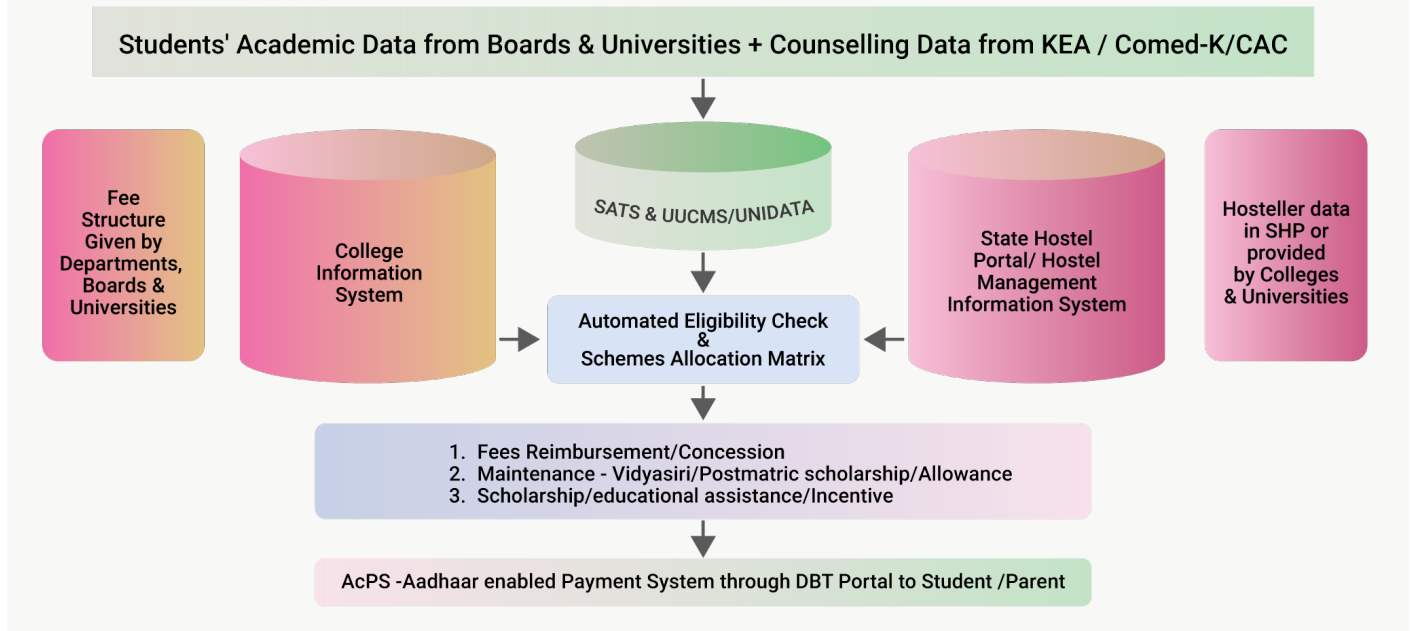 Students' Academic Data from Boards & Universities + Counselling Data from KEA / Comed-K/CAC
Fee
Structure
Given by
Departments,
Boards &
Universities
College
Information
System
SATS & UUCMS/UNIDATA
State Hostel
Portal/ Hostel
Management
Information System
Hosteller data
in SHP or
provided
by Colleges
& Universities
Automated Eligibility Check
&
Schemes Allocation Matrix
1. Fees Reimbursement/Concession
2. Maintenance - Vidyasiri/Postmatric scholarship/Allowance
3. Scholarship/educational assistance/Incentive
AcPS -Aadhaar enabled Payment System through DBT Portal to Student /Parent